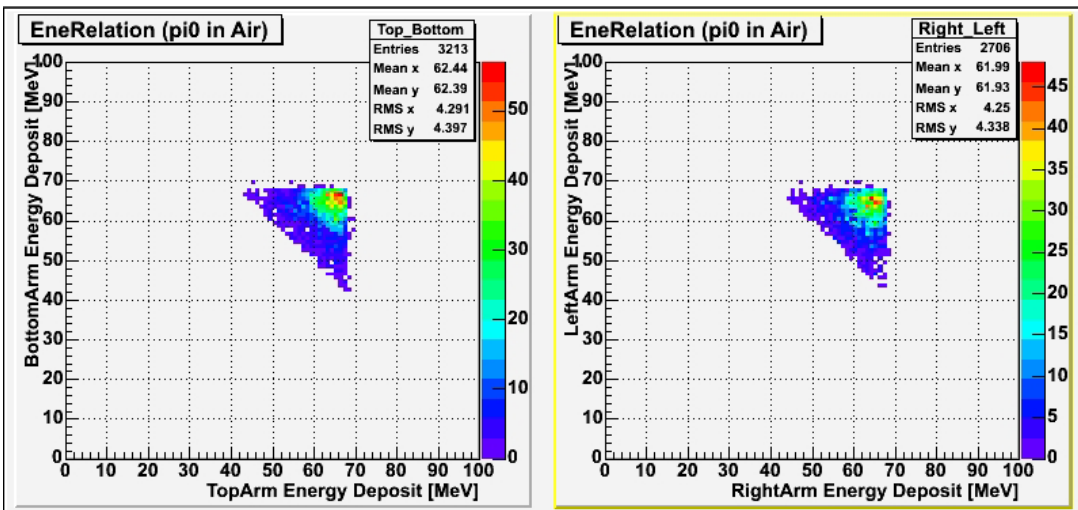 EneRelation (pi0 in Air)
Top_Bottom
Entries 3213
Mean x 62.44
Mean y 62.39
RMS x 4.291
RMS y 4.397
BottomArm Energy Deposit [MeV]
100
90
80
70
60
50
40
30
20
10
0
0 10 20 30 40 50 60 70 80 90 100
TopArm Energy Deposit [MeV]
50
40
30
20
10
0
EneRelation (pi0 in Air)
Right_Left
Entries 2706
Mean x 61.99
Mean y 61.93
RMS x 4.25
RMS y 4.338
LeftArm Energy Deposit [MeV]
100
90
80
70
60
50
40
30
20
10
0
0 10 20 30 40 50 60 70 80 90 100
RightArm Energy Deposit [MeV]
45
40
35
30
25
20
15
10
5
0